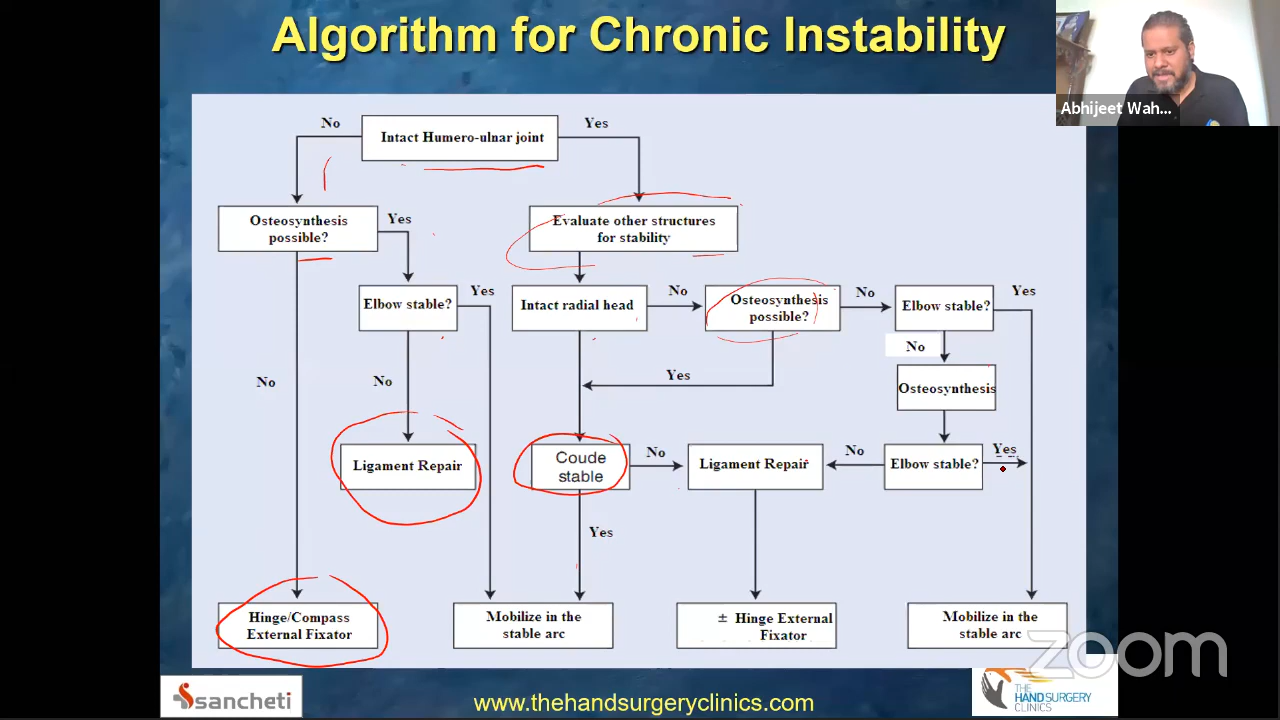 Algorithm for Chronic Instability
Abhijeet Wah...
No
Intact Humero-ulnar joint
Yes
Osteosynthesis
possible?
Yes
Evaluate other structures
for stability
Elbow stable?
Yes
Intact radial head
No
Osteosynthesis
possible?
No
Elbow stable?
Yes
No
No
No
Yes
Osteosynthesis
Ligament Repair
Coude
stable
No
Ligament Repair
No
Elbow stable?
Yes
Yes
Hinge/Compass
External Fixator
Mobilize in the
stable arc
± Hinge External
Fixator
Mobilize in the
stable arc
zoom
sancheti
www.thehandsurgeryclinics.com
THE
HANDSURGERY
CLINICS